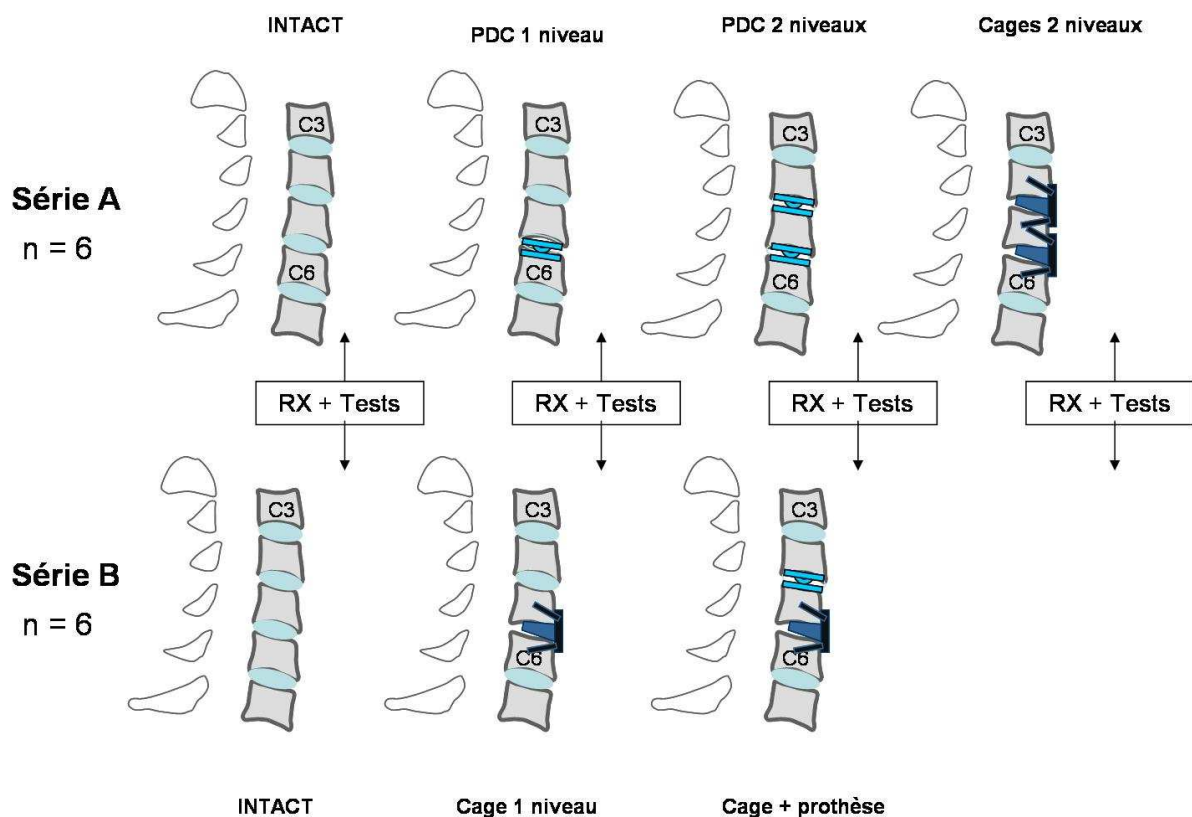 INTACT
PDC 1 niveau
PDC 2 niveaux
Cages 2 niveaux
C3
C3
C3
C3
Série A
n = 6
C6
C6
C6
C6
RX + Tests
RX + Tests
RX + Tests
RX + Tests
C3
C3
C3
Série B
n = 6
C6
C6
INTACT
Cage 1 niveau
Cage + prothèse